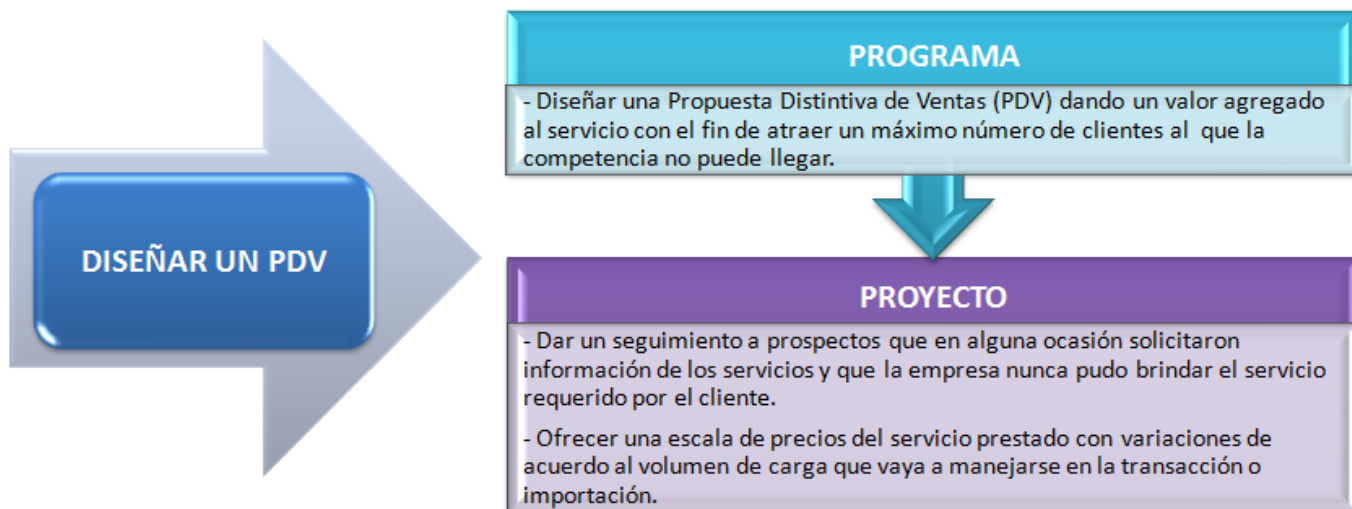 DISEÑAR UN PDV
PROGRAMA
- Diseñar una Propuesta Distintiva de Ventas (PDV) dando un valor agregado
al servicio con el fin de atraer un máximo número de clientes al que la
competencia no puede llegar.
PROYECTO
- Dar un seguimiento a prospectos que en alguna ocasión solicitaron
información de los servicios y que la empresa nunca pudo brindar el servicio
requerido por el cliente.
- Ofrecer una escala de precios del servicio prestado con variaciones de
acuerdo al volumen de carga que vaya a manejarse en la transacción o
importación.